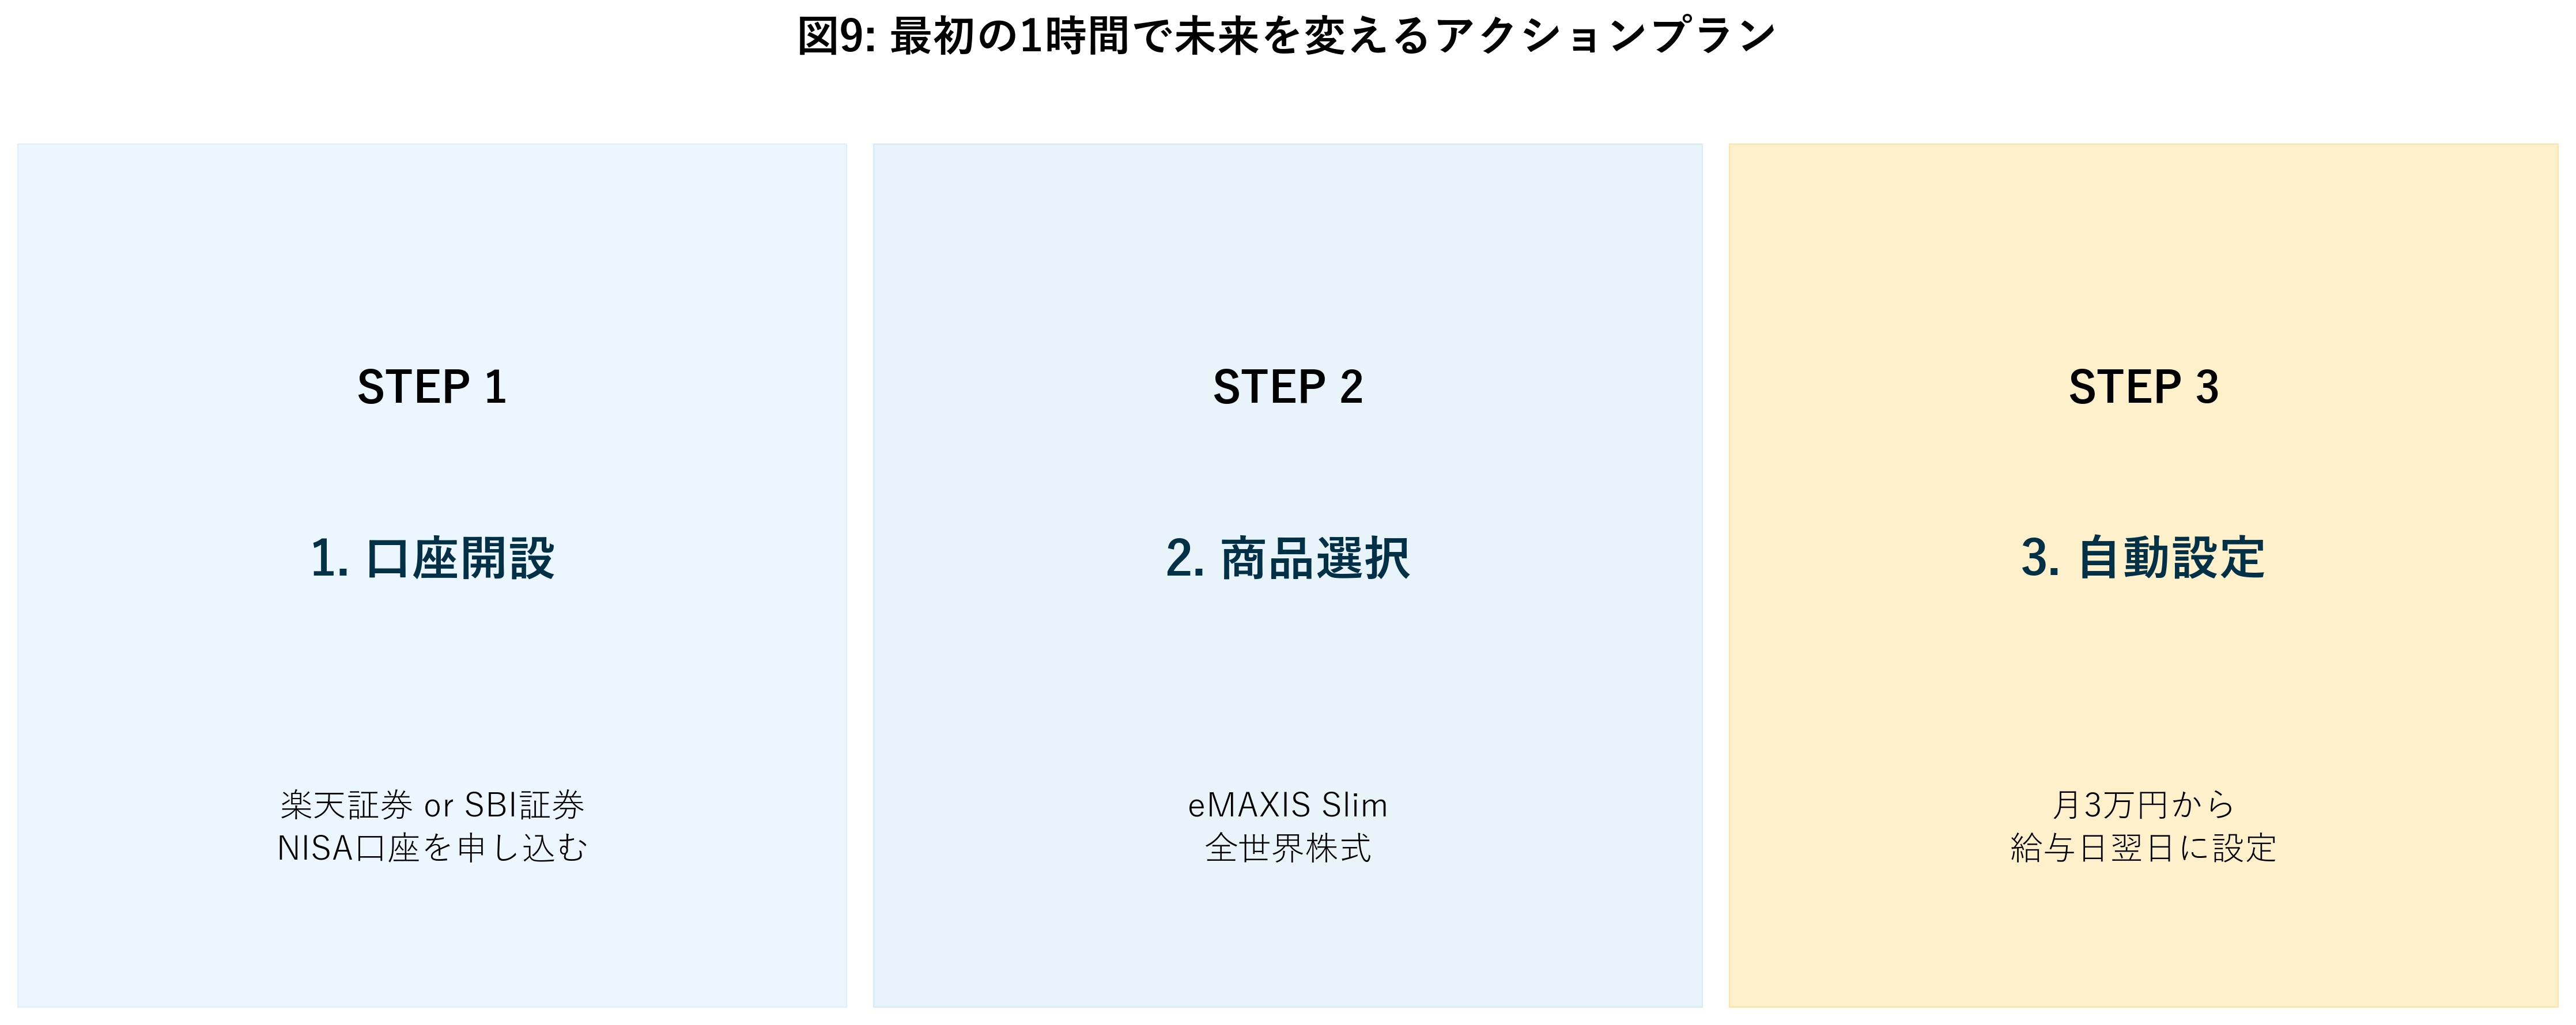 図9: 最初の1時間で未来を変えるアクションプラン
STEP 1
1. 口座開設
楽天証券 or SBI証券
NISA口座を申し込む
STEP 2
2. 商品選択
eMAXIS Slim
全世界株式
STEP 3
3. 自動設定
月3万円から
給与日翌日に設定